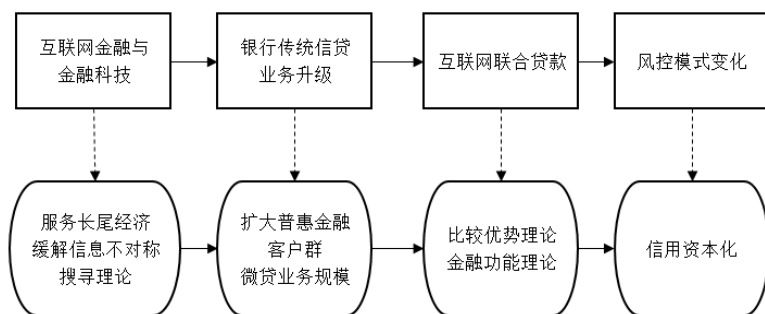 互联网金融与
金融科技
银行传统信贷
业务升级
互联网联合贷款
风控模式变化
服务长尾经济
缓解信息不对称
搜寻理论
扩大普惠金融
客户群
微贷业务规模
比较优势理论
金融功能理论
信用资本化